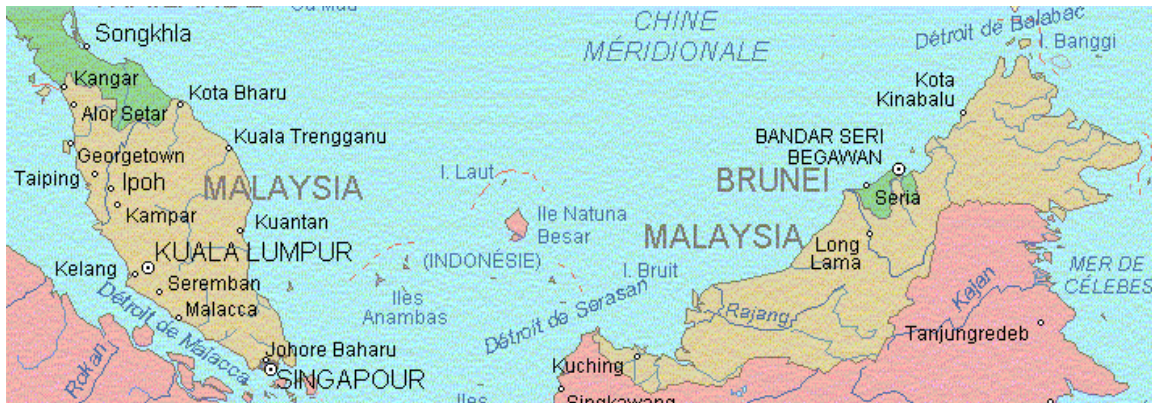 CHINE
MÉRIDIONALE
Détroit de Balabac
I. Banggi
Songkhla
Kangar
Alor Setar
Kota Bharu
Kota
Kinabalu
Kuala Trengganu
Georgetown
BANDAR SERI
BEGAWAN
Taiping
Ipoh
MALAYSIA
I. Laut
BRUNEI
Seria
Kampar
Kuantan
Ile Natuna
Besar
MALAYSIA
Long
Lama
KUALA LUMPUR
(INDONÉSIE)
I. Bruit
Kelang
Seremban
MER DE
CÉLEBES
Détroit de Malacca
Malacca
Iles
Anambas
Détroit de Serasan
Rajang
Kajan
Tanjungredeb
Rokan
Johore Baharu
Kuching
SINGAPOUR
Singkawang
Iles